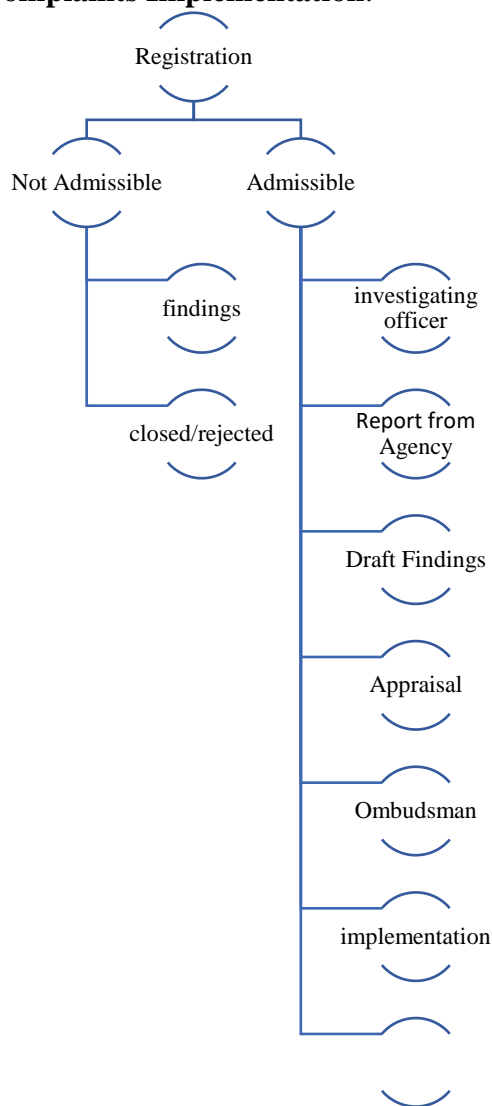 omplaints Implementation.
Registration
Not Admissible
Admissible
findings
closed/rejected
investigating
officer
Report from
Agency
Draft Findings
Appraisal
Ombudsman
implementation